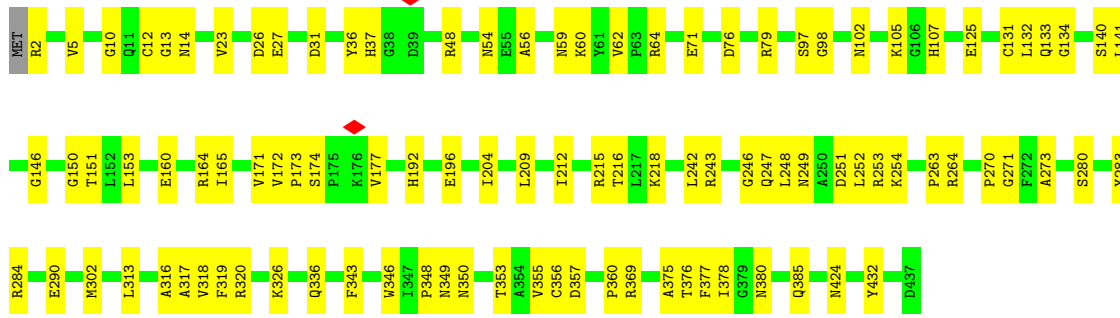 MET R2 V5 G10 Q11 C12 G13 N14 V23 D26 E27 D31 Y36 H37 G38 D39 R48 N54 E55 A56 N59 K60 Y61 V62 P63 R64 E71 D76 R79 S97 G98 N102 K105 G106 H107 E125 C131 L132 Q133 G134 S140
G146 G150 T151 L152 L153 E160 R164 I165 V171 V172 P173 S174 P175 K176 V177 H192 E196 I204 L209 I212 R215 T216 L217 K218 L242 R243 G246 Q247 L248 N249 A250 D251 L252 R253 K254 P263 R264 P270 G271 F272 A273 S280
R284 E290 M302 L313 A316 A317 V318 F319 R320 K326 Q336 F343 W346 I347 P348 N349 N350 T353 A354 V355 C356 D357 P360 R369 A375 T376 F377 I378 G379 N380 Q385 N424 Y432 D437